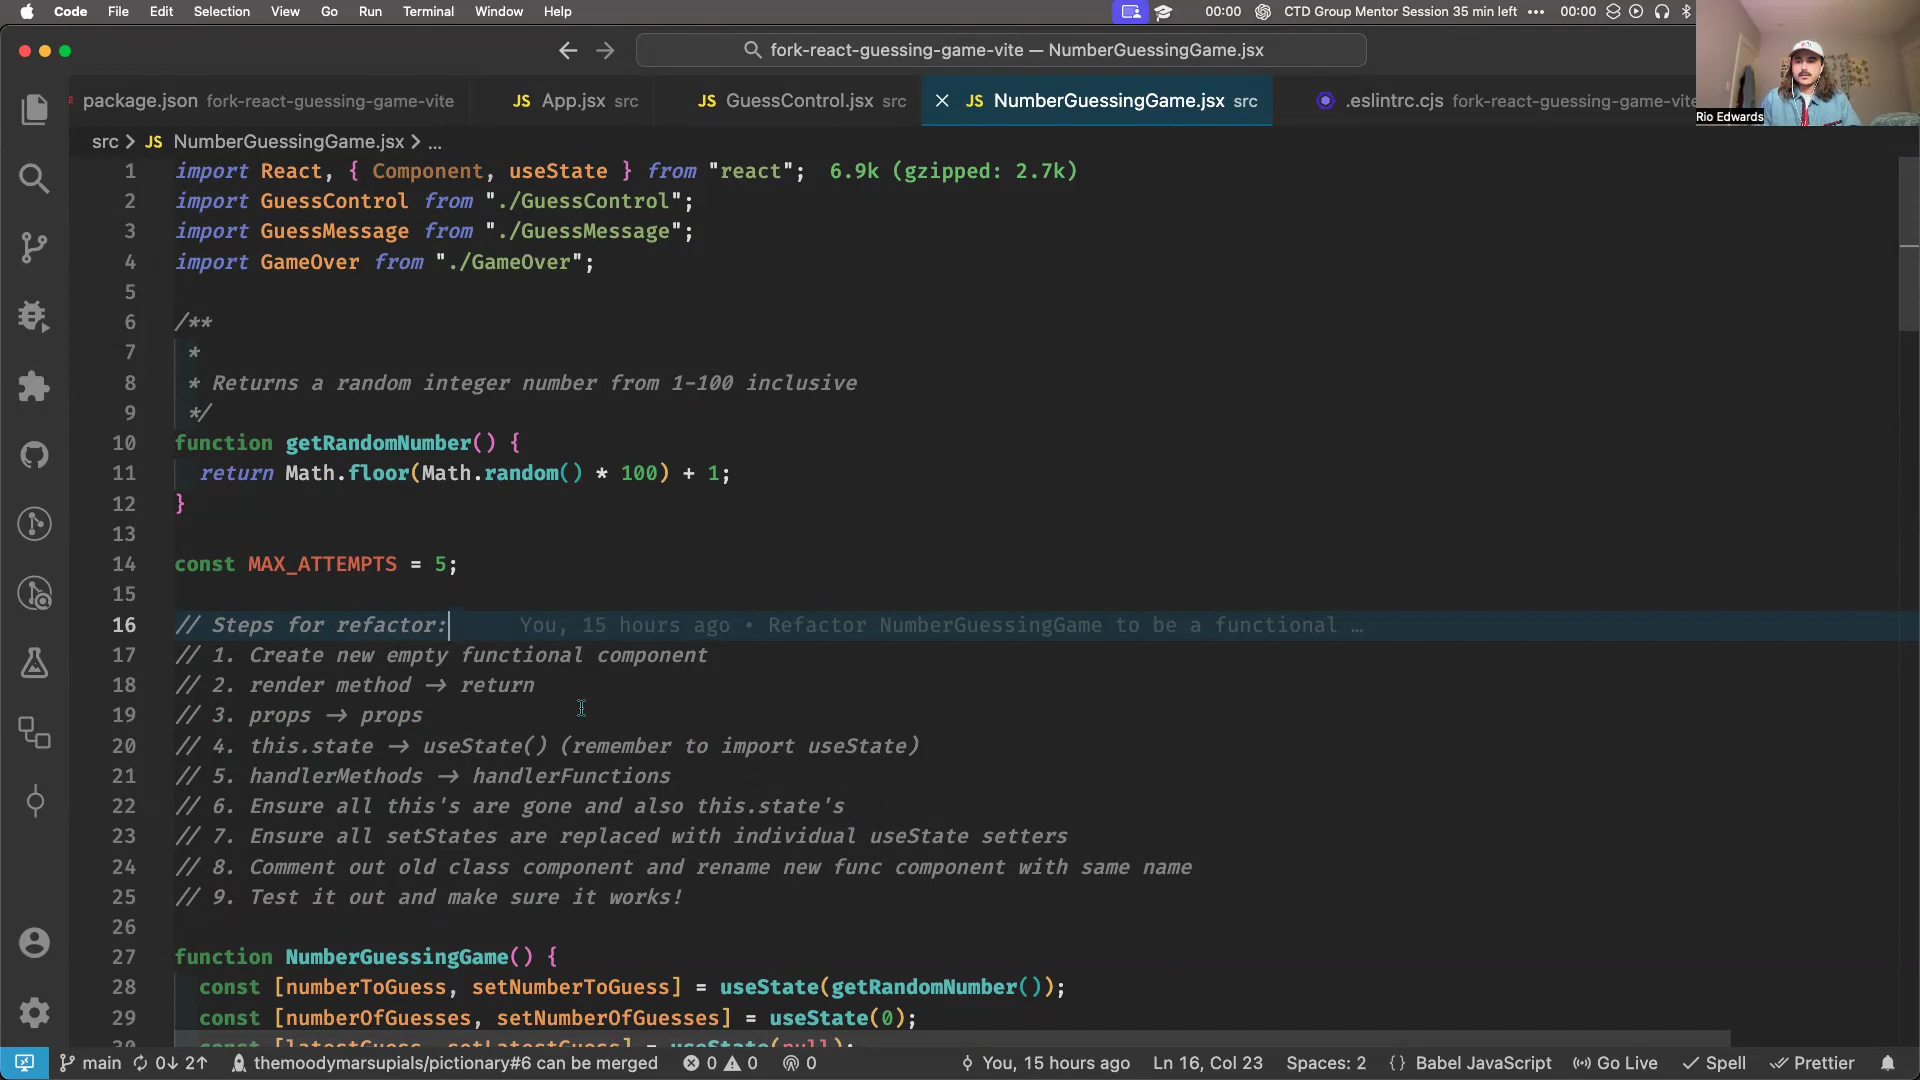 Code File Edit Selection View Go Run Terminal Window Help 00:00 CTD Group Mentor Session 35 min left ••• 00:00
fork-react-guessing-game-vite — NumberGuessingGame.jsx
package.json fork-react-guessing-game-vite JS App.jsx src JS GuessControl.jsx src JS NumberGuessingGame.jsx src .eslintrc.cjs fork-react-guessing-game-vite
Rio Edwards
src > JS NumberGuessingGame.jsx > ...
1 import React, { Component, useState } from "react"; 6.9k (gzipped: 2.7k)
2 import GuessControl from "./GuessControl";
3 import GuessMessage from "./GuessMessage";
4 import GameOver from "./GameOver";
5
6 /**
7 *
8 * Returns a random integer number from 1-100 inclusive
9 */
10 function getRandomNumber() {
11 return Math.floor(Math.random() * 100) + 1;
12 }
13
14 const MAX_ATTEMPTS = 5;
15
16 // Steps for refactor: You, 15 hours ago • Refactor NumberGuessingGame to be a functional …
17 // 1. Create new empty functional component
18 // 2. render method → return
19 // 3. props → props
20 // 4. this.state → useState() (remember to import useState)
21 // 5. handlerMethods → handlerFunctions
22 // 6. Ensure all this's are gone and also this.state's
23 // 7. Ensure all setStates are replaced with individual useState setters
24 // 8. Comment out old class component and rename new func component with same name
25 // 9. Test it out and make sure it works!
26
27 function NumberGuessingGame() {
28 const [numberToGuess, setNumberToGuess] = useState(getRandomNumber());
29 const [numberOfGuesses, setNumberOfGuesses] = useState(0);
30 const [latestGuess, setLatestGuess] = useState(null);
main 0↓ 2↑ themoodymarsupials/pictionary#6 can be merged 0 0 0 You, 15 hours ago Ln 16, Col 23 Spaces: 2 {} Babel JavaScript Go Live Spell Prettier